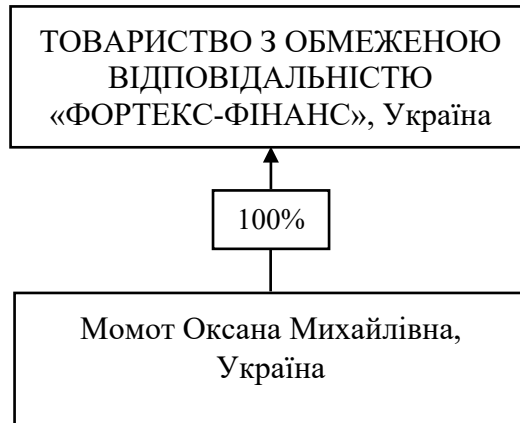 ТОВАРИСТВО З ОБМЕЖЕНОЮ
ВІДПОВІДАЛЬНІСТЮ
«ФОРТЕКС-ФІНАНС», Україна
100%
Момот Оксана Михайлівна,
Україна